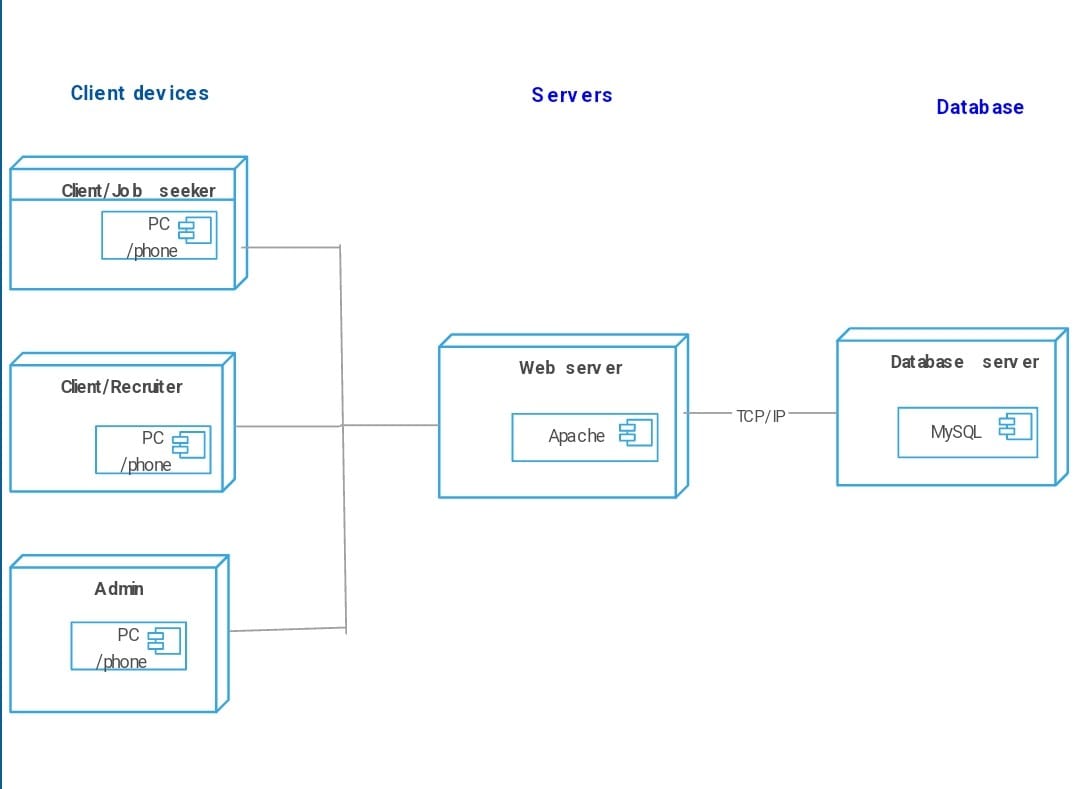 Client devices
Servers
Database
Client/Job seeker
PC
/phone
Client/Recruiter
PC
/phone
Admin
PC
/phone
Web server
Apache
TCP/IP
Database server
MySQL